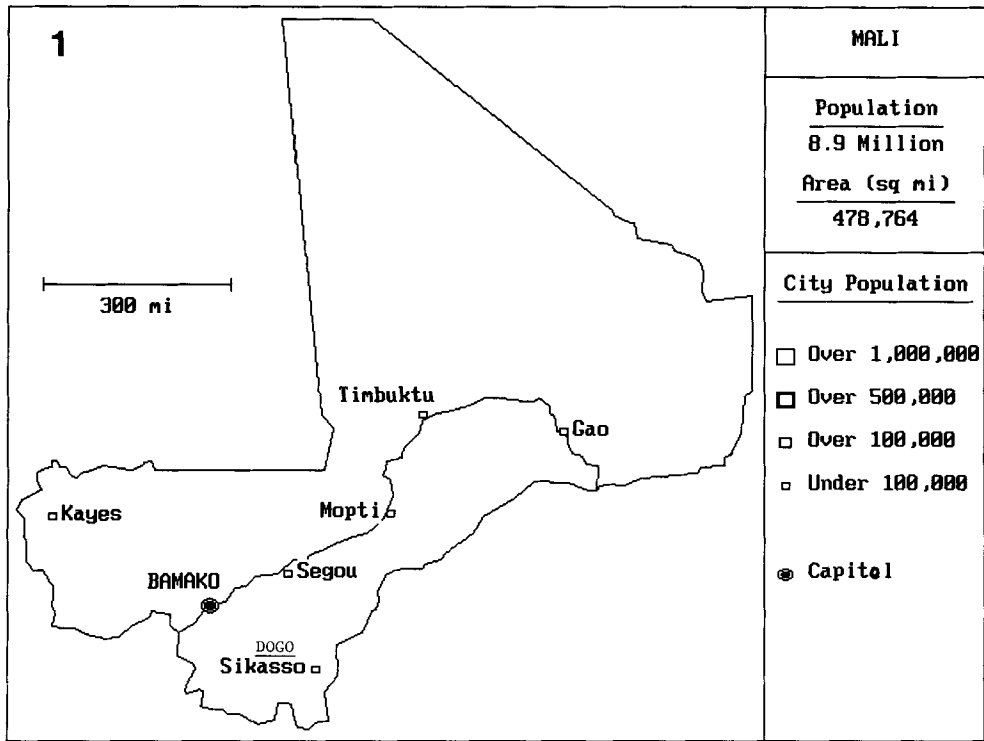 1
MALI
Population
8.9 Million
Area (sq mi)
478,764
300 mi
City Population
Over 1,000,000
Over 500,000
Over 100,000
Under 100,000
Capitol
Timbuktu
Gao
Kayes
Mopti
Segou
BAMAKO
DOGO
Sikasso